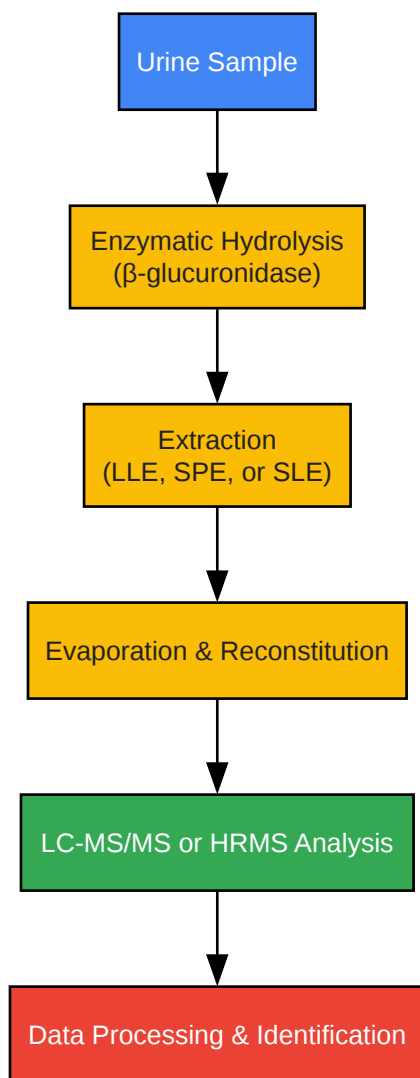 Urine Sample
Enzymatic Hydrolysis
(β-glucuronidase)
Extraction
(LLE, SPE, or SLE)
Evaporation & Reconstitution
LC-MS/MS or HRMS Analysis
Data Processing & Identification